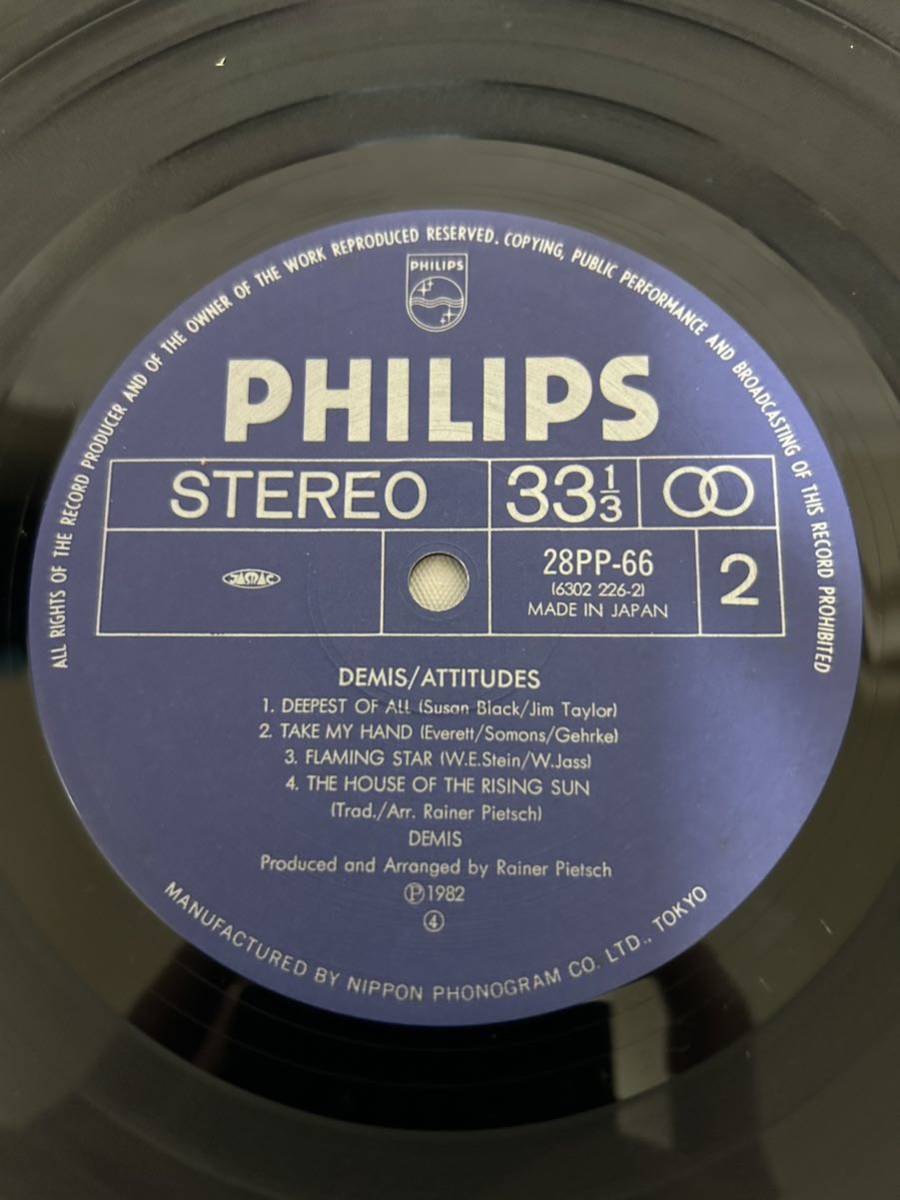 ALL RIGHTS OF THE RECORD PRODUCER AND OF THE OWNER OF THE WORK REPRODUCED RESERVED. COPYING, PUBLIC PERFORMANCE AND BROADCASTING OF THIS RECORD PROHIBITED
PHILIPS
PHILIPS
STEREO
33 1/3
JASRAC
28PP-66
(6302 226-2)
MADE IN JAPAN
2
DEMIS/ATTITUDES
1. DEEPEST OF ALL (Susan Black/Jim Taylor)
2. TAKE MY HAND (Everett/Somons/Gehrke)
3. FLAMING STAR (W.E.Stein/W.Jass)
4. THE HOUSE OF THE RISING SUN
(Trad./Arr. Rainer Pietsch)
DEMIS
Produced and Arranged by Rainer Pietsch
Ⓟ1982
④
MANUFACTURED BY NIPPON PHONOGRAM CO. LTD., TOKYO